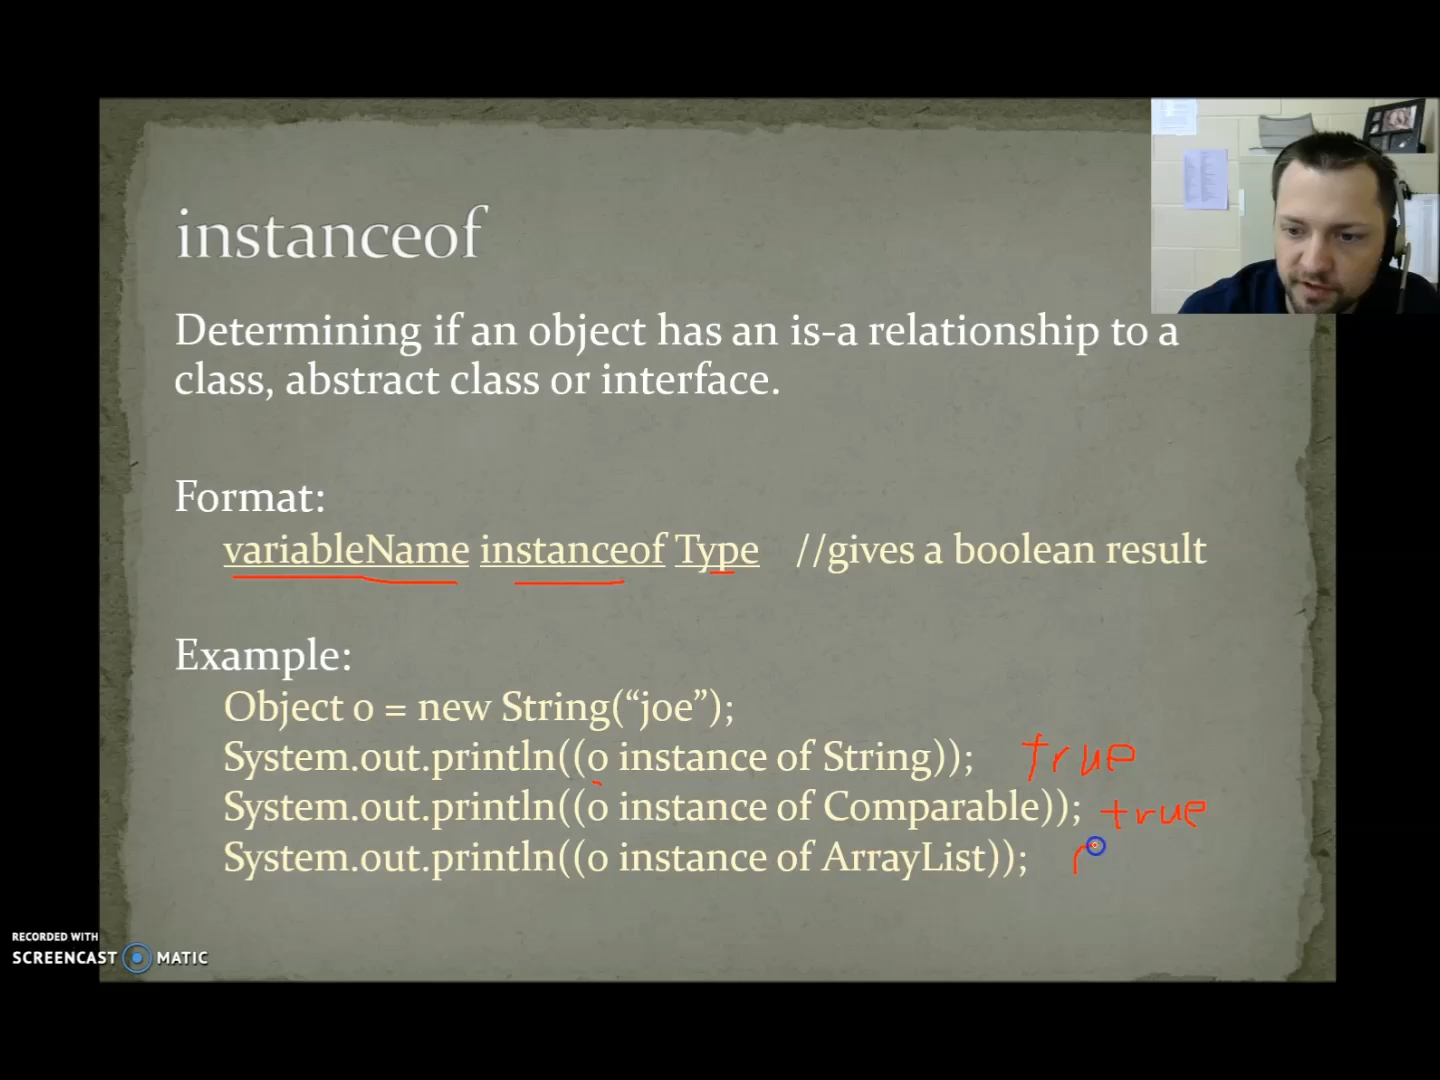 instanceof
Determining if an object has an is-a relationship to a
class, abstract class or interface.
Format:
variableName instanceof Type //gives a boolean result
Example:
Object o = new String(“joe”);
System.out.println((o instance of String)); true
System.out.println((o instance of Comparable)); true
System.out.println((o instance of ArrayList));
RECORDED WITH
SCREENCAST MATIC